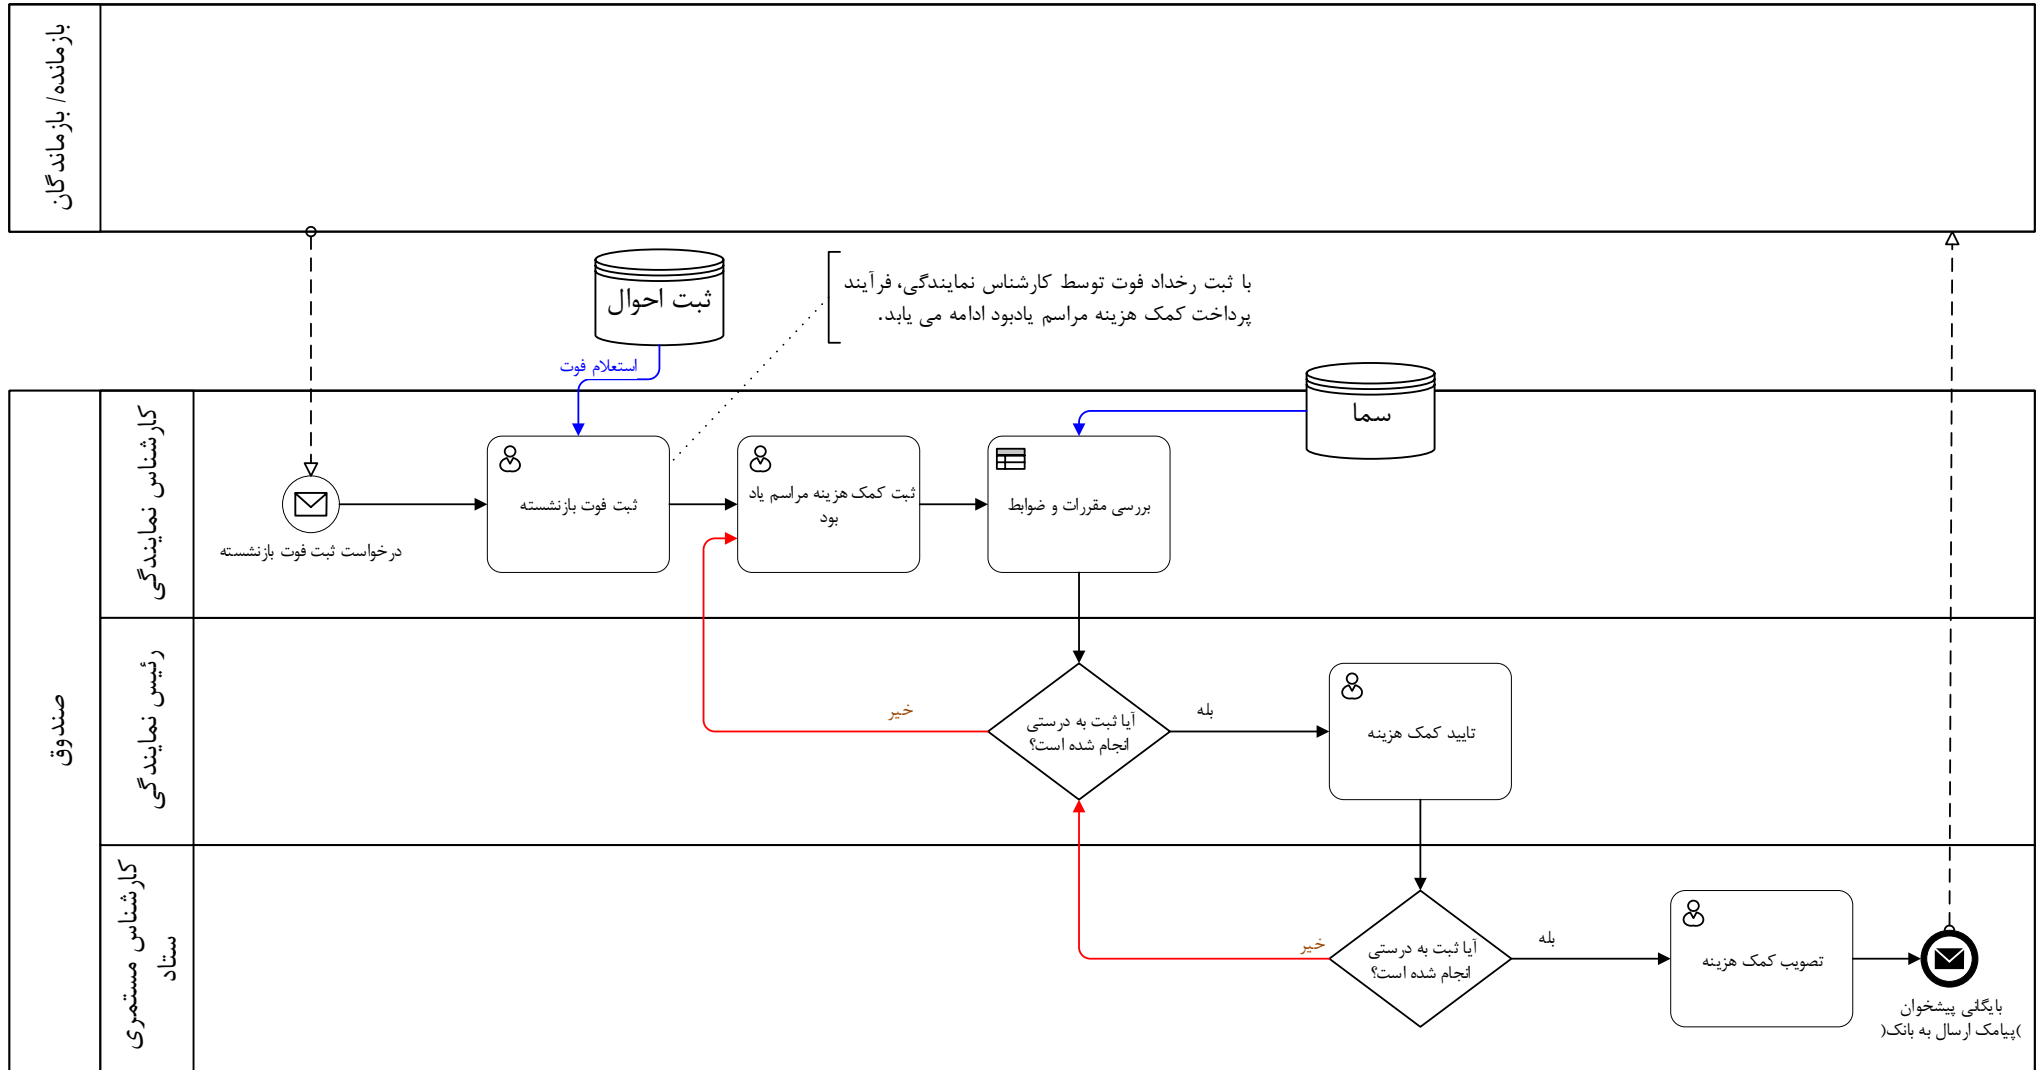 بازمانده/ بازماندگان
ثبت احوال
با ثبت رخداد فوت توسط کارشناس نمایندگی، فرآیند
پرداخت کمک هزینه مراسم یادبود ادامه می یابد.
استعلام فوت
سما
صندوق
کارشناس نمایندگی
درخواست ثبت فوت بازنشسته
ثبت فوت بازنشسته
ثبت کمک هزینه مراسم یاد
بود
بررسی مقررات و ضوابط
رئیس نمایندگی
خیر
آیا ثبت به درستی
انجام شده است؟
بله
تایید کمک هزینه
کارشناس مستمری
ستاد
خیر
آیا ثبت به درستی
انجام شده است؟
بله
تصویب کمک هزینه
بایگانی پیشخوان
)پیامک ارسال به بانک(